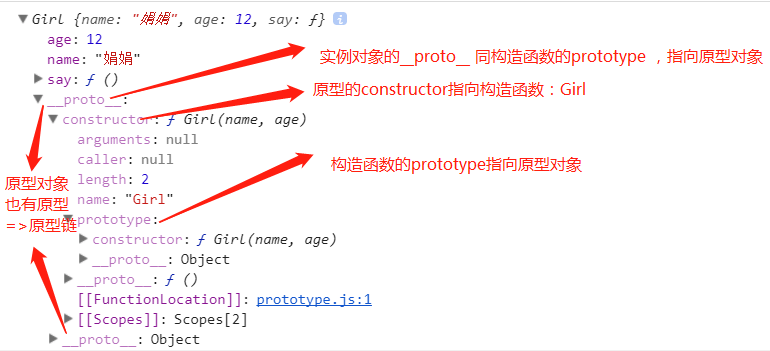 Girl {name: "娟娟", age: 12, say: ƒ} i
age: 12
name: "娟娟"
say: ƒ ()
实例对象的__proto__ 同构造函数的prototype ，指向原型对象
__proto__:
原型的constructor指向构造函数：Girl
constructor: ƒ Girl(name, age)
arguments: null
caller: null
length: 2
构造函数的prototype指向原型对象
name: "Girl"
原型对象
也有原型
=>原型链
prototype:
constructor: ƒ Girl(name, age)
__proto__: Object
__proto__: ƒ ()
[[FunctionLocation]]: prototype.js:1
[[Scopes]]: Scopes[2]
__proto__: Object